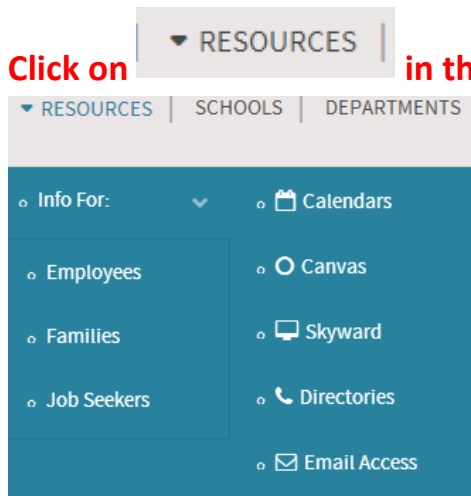 Click on ▾ RESOURCES | in th
▾ RESOURCES | SCHOOLS | DEPARTMENTS
Info For:
Employees
Families
Job Seekers
Calendars
Canvas
Skyward
Directories
Email Access